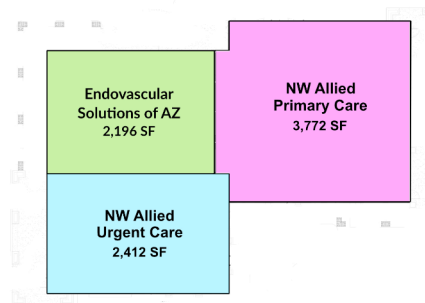 Endovascular
Solutions of AZ
2,196 SF
NW Allied
Primary Care
3,772 SF
NW Allied
Urgent Care
2,412 SF